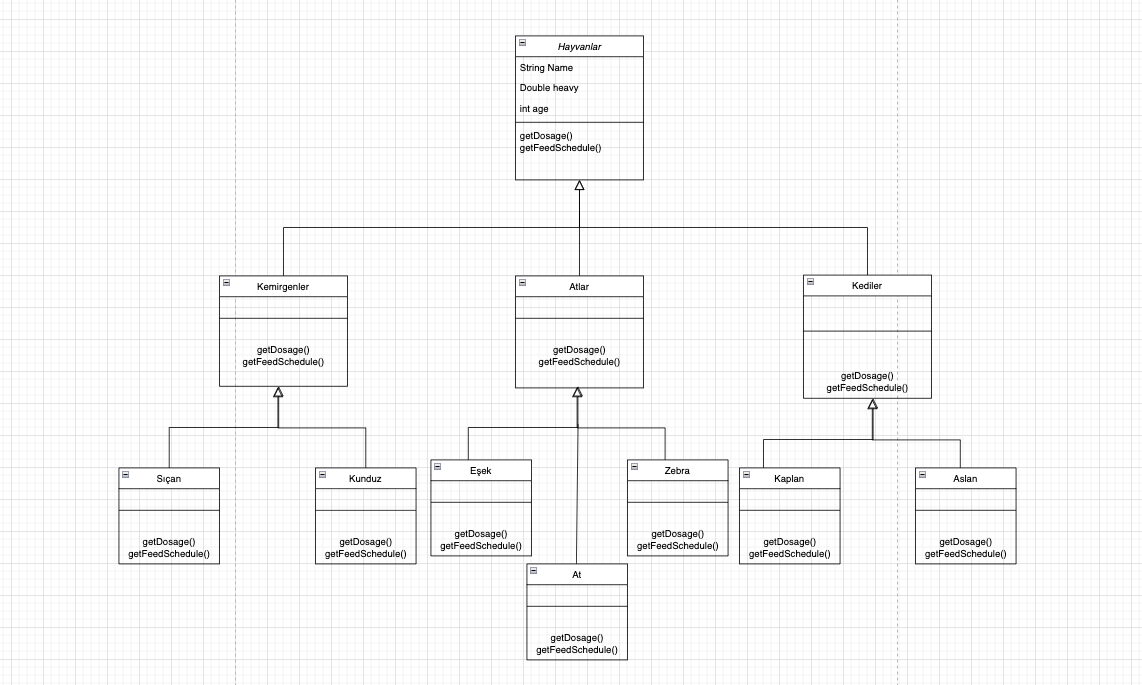 Hayvanlar
String Name
Double heavy
int age
getDosage()
getFeedSchedule()
Kemirgenler
getDosage()
getFeedSchedule()
Atlar
getDosage()
getFeedSchedule()
Kediler
getDosage()
getFeedSchedule()
Sıçan
getDosage()
getFeedSchedule()
Kunduz
getDosage()
getFeedSchedule()
Eşek
getDosage()
getFeedSchedule()
Zebra
getDosage()
getFeedSchedule()
Kaplan
getDosage()
getFeedSchedule()
Aslan
getDosage()
getFeedSchedule()
At
getDosage()
getFeedSchedule()